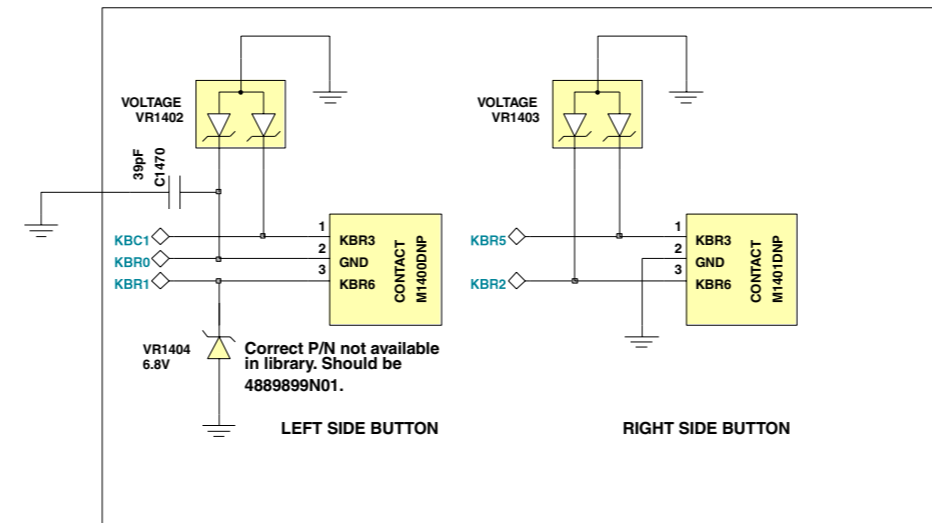 VOLTAGE
VR1402
39pF
C1470
KBC1
KBR0
KBR1
1
2
3
KBR3
GND
KBR6
CONTACT
M1400DNP
VR1404
6.8V
Correct P/N not available
in library. Should be
4889899N01.
LEFT SIDE BUTTON
VOLTAGE
VR1403
KBR5
KBR2
1
2
3
KBR3
GND
KBR6
CONTACT
M1401DNP
RIGHT SIDE BUTTON